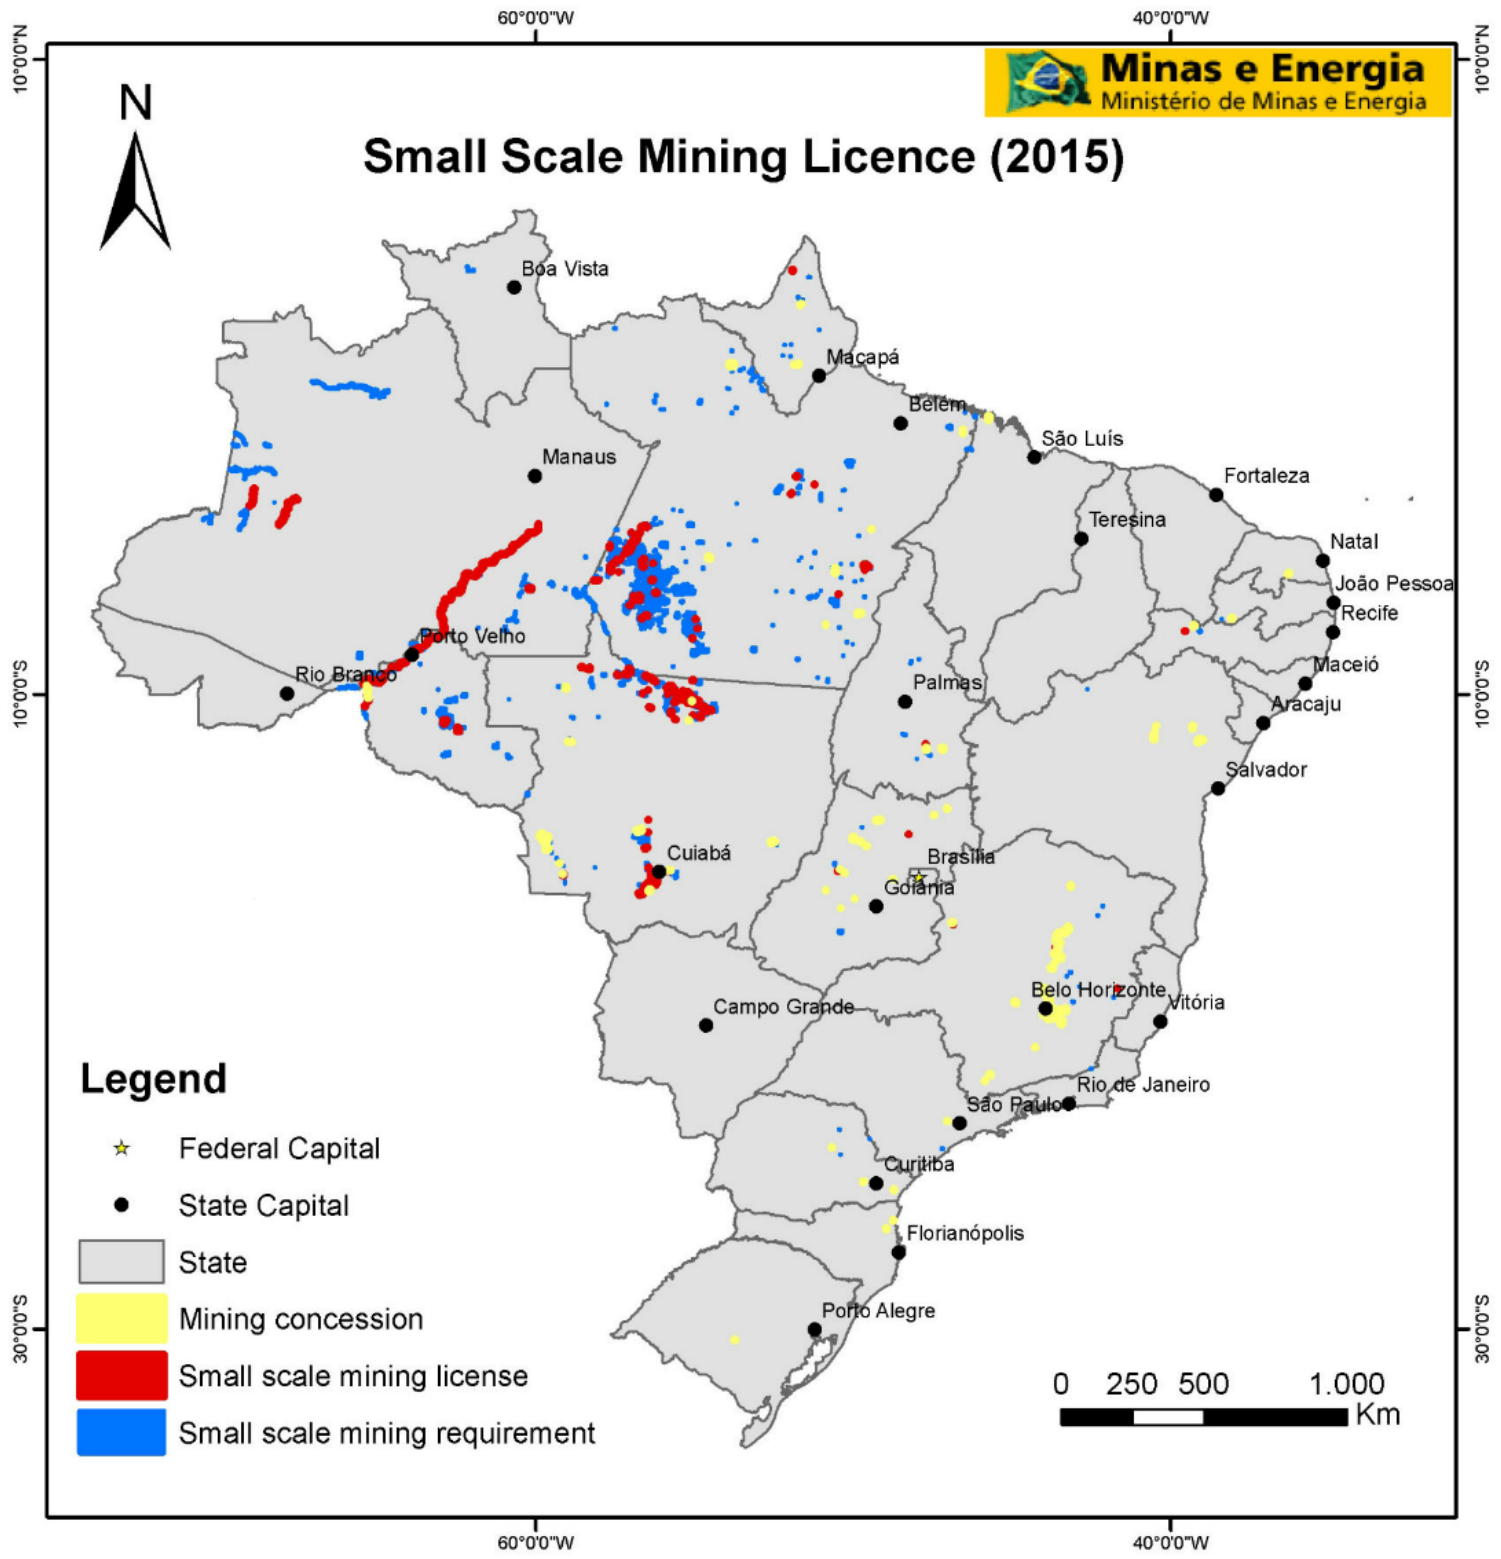 60°0'0"W
40°0'0"W
10°0'0"N
10°0'0"N
Minas e Energia
Ministério de Minas e Energia
N
Small Scale Mining Licence (2015)
Boa Vista
Macapá
Belém
São Luís
Manaus
Fortaleza
Teresina
Natal
João Pessoa
Recife
Porto Velho
Maceió
Rio Branco
Palmas
Aracaju
10°0'0"S
10°0'0"S
Salvador
Cuiabá
Brasília
Goiânia
Belo Horizonte
Vitória
Campo Grande
Rio de Janeiro
São Paulo
Curitiba
Florianópolis
Porto Alegre
Legend
Federal Capital
State Capital
State
Mining concession
Small scale mining license
Small scale mining requirement
30°0'0"S
30°0'0"S
0 250 500 1.000
Km
60°0'0"W
40°0'0"W